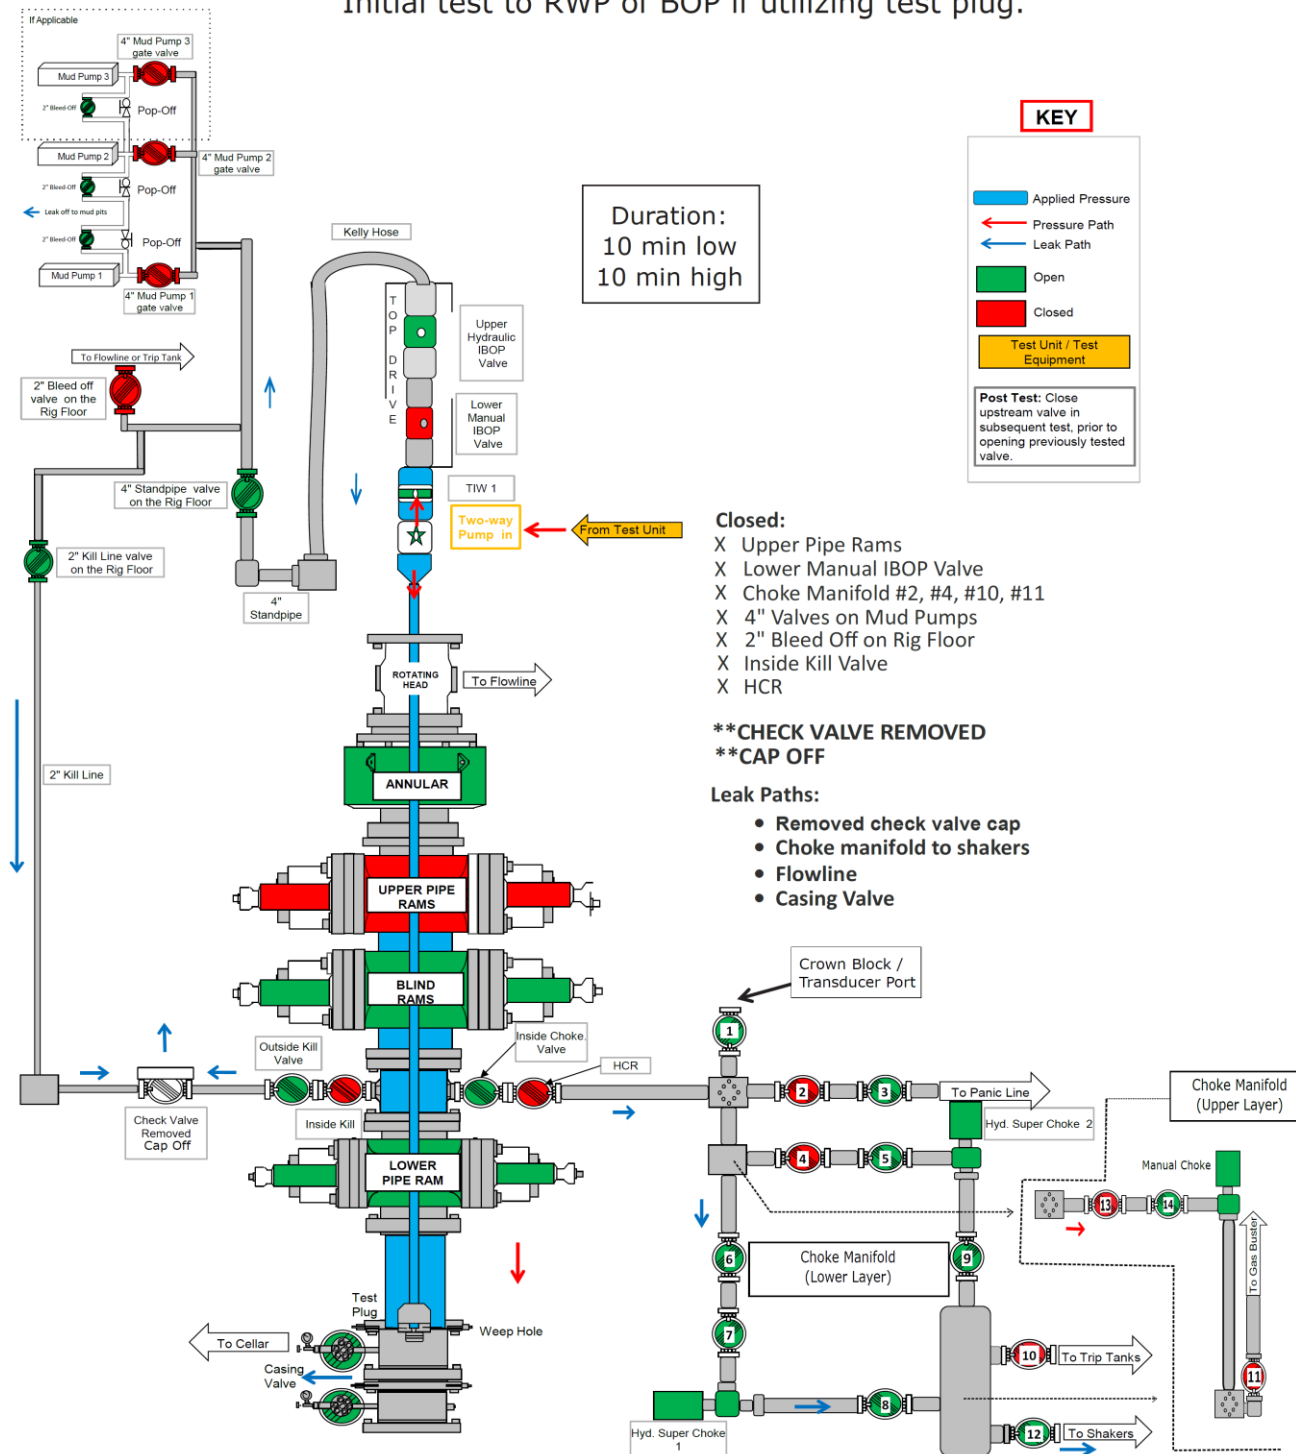 Initial test to RWP of BOP if utilizing test plug.
If Applicable
4" Mud Pump 3
gate valve
Mud Pump 3
2" Bleed-Off
Pop-Off
Mud Pump 2
4" Mud Pump 2
gate valve
2" Bleed-Off
Pop-Off
Leak off to mud pits
2" Bleed-Off
Pop-Off
Mud Pump 1
4" Mud Pump 1
gate valve
To Flowline or Trip Tank
2" Bleed off
valve on the
Rig Floor
4" Standpipe valve
on the Rig Floor
2" Kill Line valve
on the Rig Floor
4"
Standpipe
2" Kill Line
Kelly Hose
TOP DRIVE
Upper
Hydraulic
IBOP
Valve
Lower
Manual
IBOP
Valve
TIW 1
Two-way
Pump in
From Test Unit
Duration:
10 min low
10 min high
KEY
Applied Pressure
Pressure Path
Leak Path
Open
Closed
Test Unit / Test
Equipment
Post Test: Close
upstream valve in
subsequent test, prior to
opening previously tested
valve.
Closed:
X Upper Pipe Rams
X Lower Manual IBOP Valve
X Choke Manifold #2, #4, #10, #11
X 4" Valves on Mud Pumps
X 2" Bleed Off on Rig Floor
X Inside Kill Valve
X HCR
**CHECK VALVE REMOVED
**CAP OFF
Leak Paths:
• Removed check valve cap
• Choke manifold to shakers
• Flowline
• Casing Valve
ROTATING
HEAD
To Flowline
ANNULAR
UPPER PIPE
RAMS
BLIND
RAMS
Outside Kill
Valve
Inside Choke.
Valve
HCR
Check Valve
Removed
Cap Off
Inside Kill
LOWER
PIPE RAM
Test
Plug
Weep Hole
To Cellar
Casing
Valve
Crown Block /
Transducer Port
1
2
3
To Panic Line
Hyd. Super Choke 2
4
5
6
Choke Manifold
(Lower Layer)
9
7
10
To Trip Tanks
8
Hyd. Super Choke
1
12
To Shakers
Choke Manifold
(Upper Layer)
Manual Choke
13
14
To Gas Buster
11